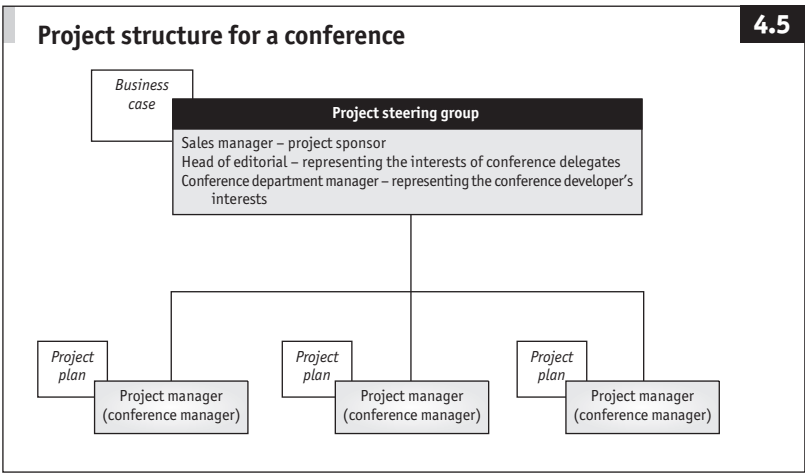 Project structure for a conference
4.5
Business
case
Project steering group
Sales manager – project sponsor
Head of editorial – representing the interests of conference delegates
Conference department manager – representing the conference developer's
interests
Project
plan
Project manager
(conference manager)
Project
plan
Project manager
(conference manager)
Project
plan
Project manager
(conference manager)